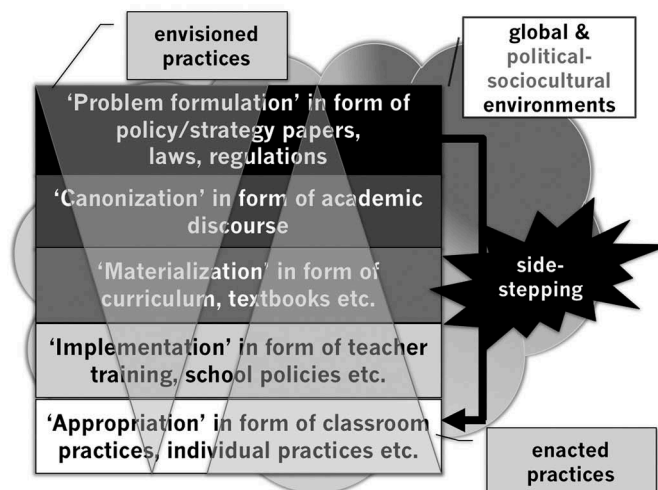 envisioned
practices
global &
political-
sociocultural
environments
‘Problem formulation’ in form of
policy/strategy papers,
laws, regulations
‘Canonization’ in form of academic
discourse
‘Materialization’ in form of
curriculum, textbooks etc.
side-
stepping
‘Implementation’ in form of teacher
training, school policies etc.
‘Appropriation’ in form of classroom
practices, individual practices etc.
enacted
practices